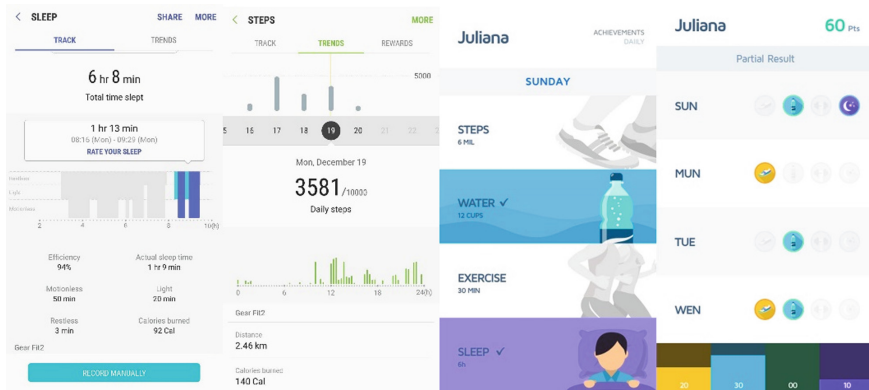 SLEEP
SHARE MORE
TRACK TRENDS
6 hr 8 min
Total time slept
1 hr 13 min
08:16 (Mon) - 09:29 (Mon)
RATE YOUR SLEEP
Restless
Light
Motionless
2 4 6 8 10(h)
Efficiency
94%
Actual sleep time
1 hr 9 min
Motionless
50 min
Light
20 min
Restless
3 min
Calories burned
92 Cal
Gear Fit2
RECORD MANUALLY
STEPS
MORE
TRACK TRENDS REWARDS
5000
5 16 17 18 19 20 21 22
Mon, December 19
3581/10000
Daily steps
0 6 12 18 24(h)
Gear Fit2
Distance
2.46 km
Calories burned
140 Cal
Juliana
ACHIEVEMENTS
DAILY
SUNDAY
STEPS
6 MIL
WATER ✓
12 CUPS
EXERCISE
30 MIN
SLEEP ✓
6h
Juliana
60 Pts
Partial Result
SUN
MUN
TUE
WEN
20 30 00 10